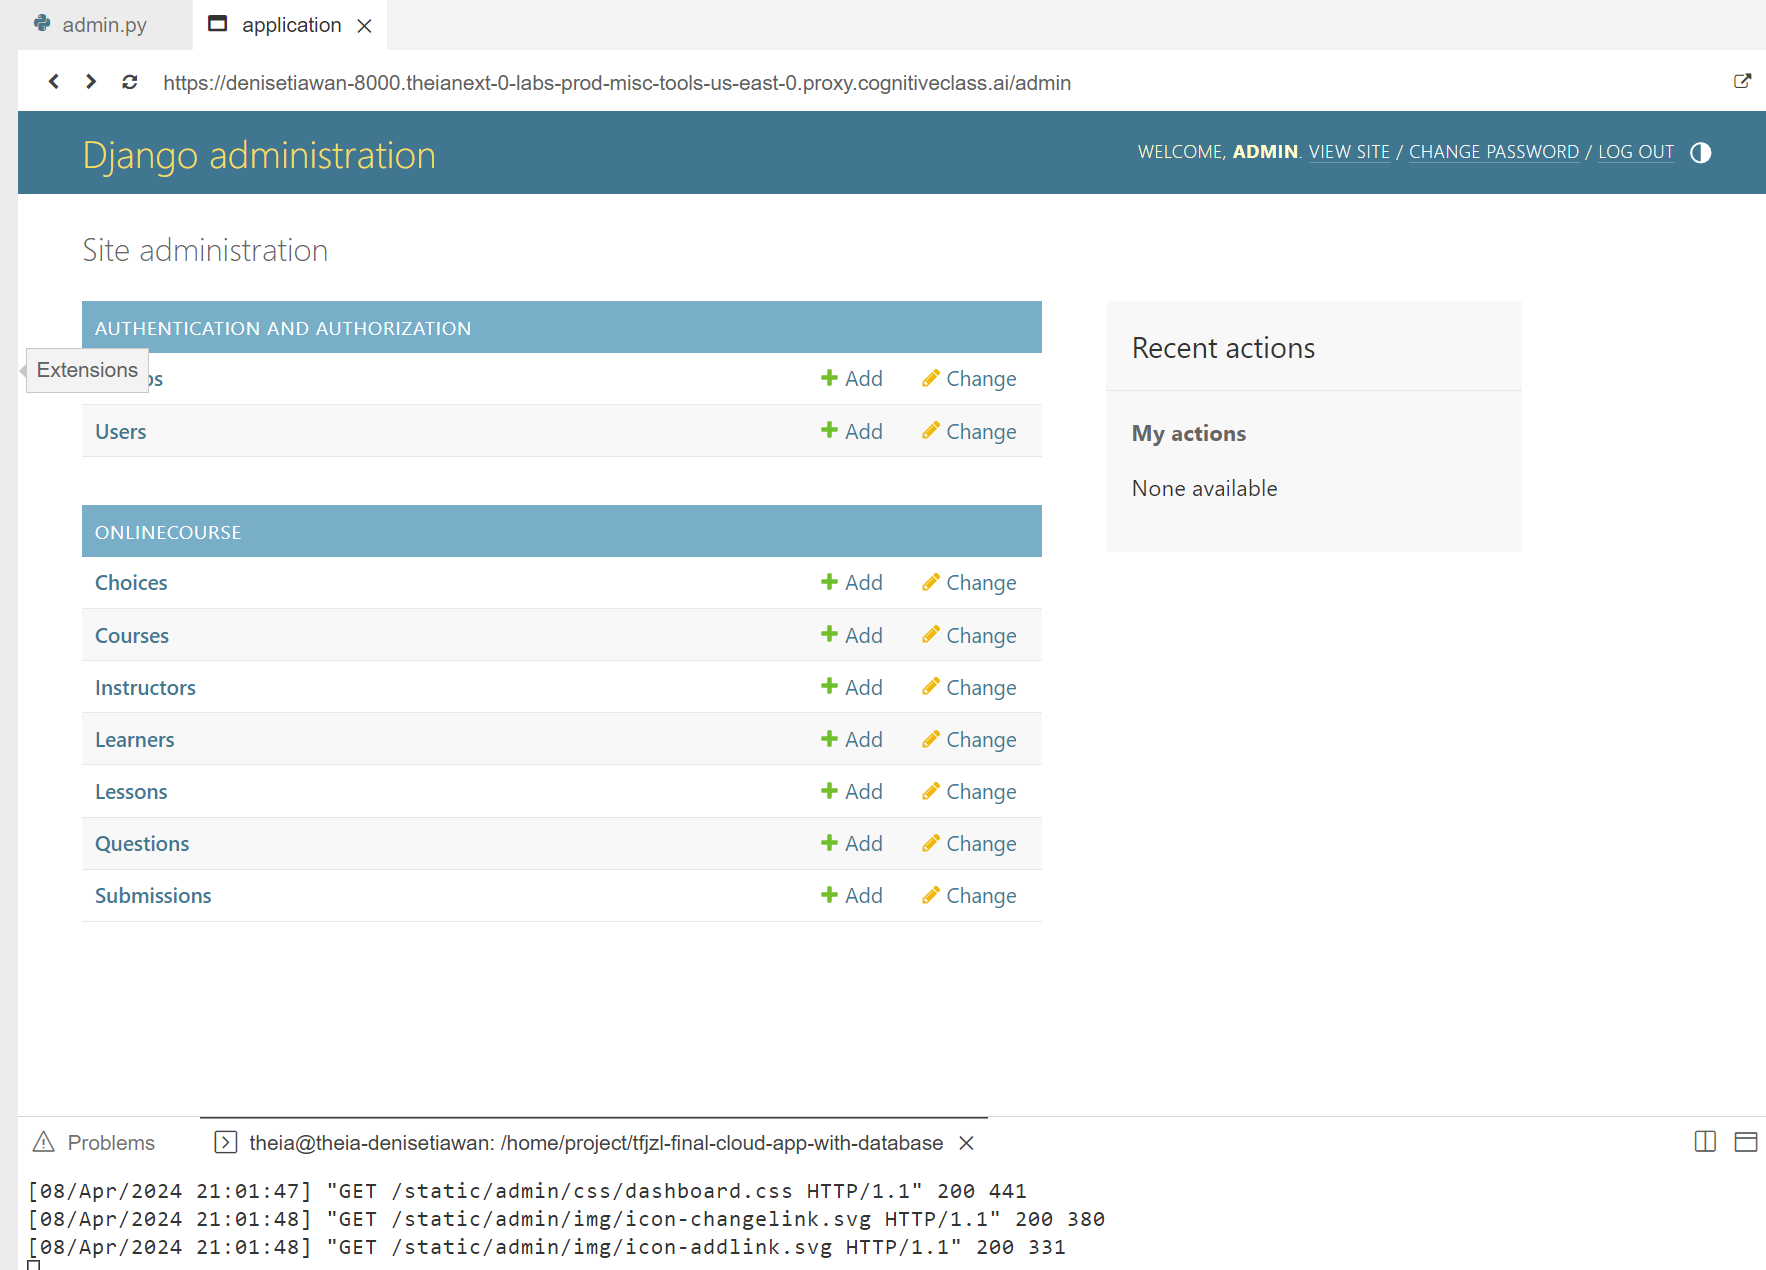 admin.py
application
https://denisetiawan-8000.theianext-0-labs-prod-misc-tools-us-east-0.proxy.cognitiveclass.ai/admin
Django administration
WELCOME, ADMIN. VIEW SITE / CHANGE PASSWORD / LOG OUT
Site administration
AUTHENTICATION AND AUTHORIZATION
Extensions
Add Change
Users Add Change
ONLINECOURSE
Choices Add Change
Courses Add Change
Instructors Add Change
Learners Add Change
Lessons Add Change
Questions Add Change
Submissions Add Change
Recent actions
My actions
None available
Problems
theia@theia-denisetiawan: /home/project/tfjzl-final-cloud-app-with-database
[08/Apr/2024 21:01:47] "GET /static/admin/css/dashboard.css HTTP/1.1" 200 441
[08/Apr/2024 21:01:48] "GET /static/admin/img/icon-changelink.svg HTTP/1.1" 200 380
[08/Apr/2024 21:01:48] "GET /static/admin/img/icon-addlink.svg HTTP/1.1" 200 331